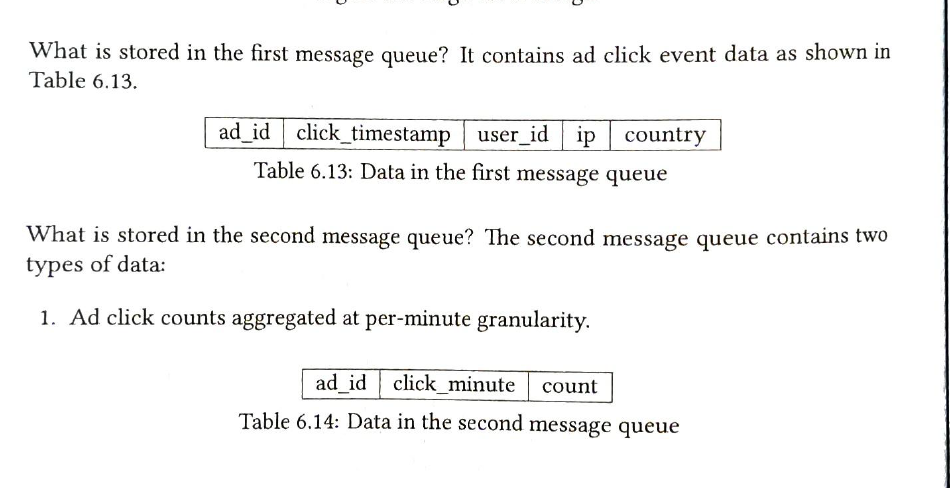 What is stored in the first message queue? It contains ad click event data as shown in
Table 6.13.
ad_id click_timestamp user_id ip country
Table 6.13: Data in the first message queue
What is stored in the second message queue? The second message queue contains two
types of data:
1. Ad click counts aggregated at per-minute granularity.
ad_id click_minute count
Table 6.14: Data in the second message queue